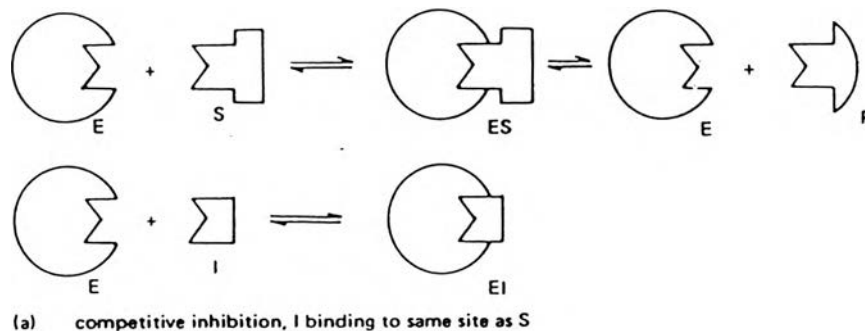 + +
E S ES E P
+
E I EI
(a) competitive inhibition, I binding to same site as S